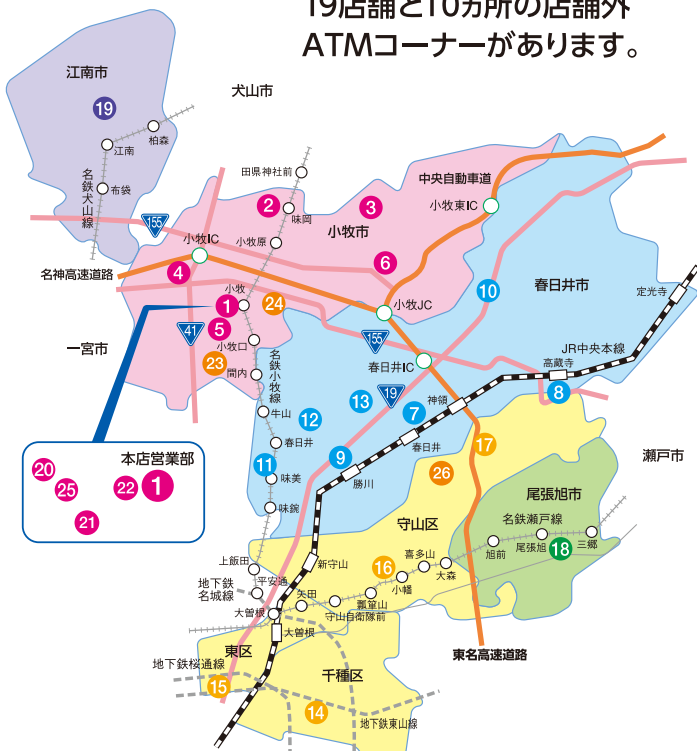 19店舗と10カ所の店舗外
ATMコーナーがあります。
江南市
19
犬山市
柏森
江南
布袋
名鉄犬山線
田県神社前
中央自動車道
2
3
味岡
小牧東IC
155
小牧市
小牧IC
小牧原
6
名神高速道路
4
10
春日井市
定光寺
小牧
1
24
小牧JC
5
41
一宮市
小牧口
155
JR中央本線
23
名鉄小牧線
春日井IC
高蔵寺
間内
19
神領
8
13
7
牛山
12
春日井
17
瀬戸市
春日井
9
本店営業部
11
味美
勝川
26
20
25
22
1
尾張旭市
味鋺
21
守山区
名鉄瀬戸線
上飯田
新守山
喜多山
旭前
尾張旭
三郷
18
地下鉄
名城線
平安通
16
大森
小幡
矢田
瓢箪山
大曽根
守山自衛隊前
大曽根
東区
東名高速道路
地下鉄桜通線
千種区
15
14
地下鉄東山線